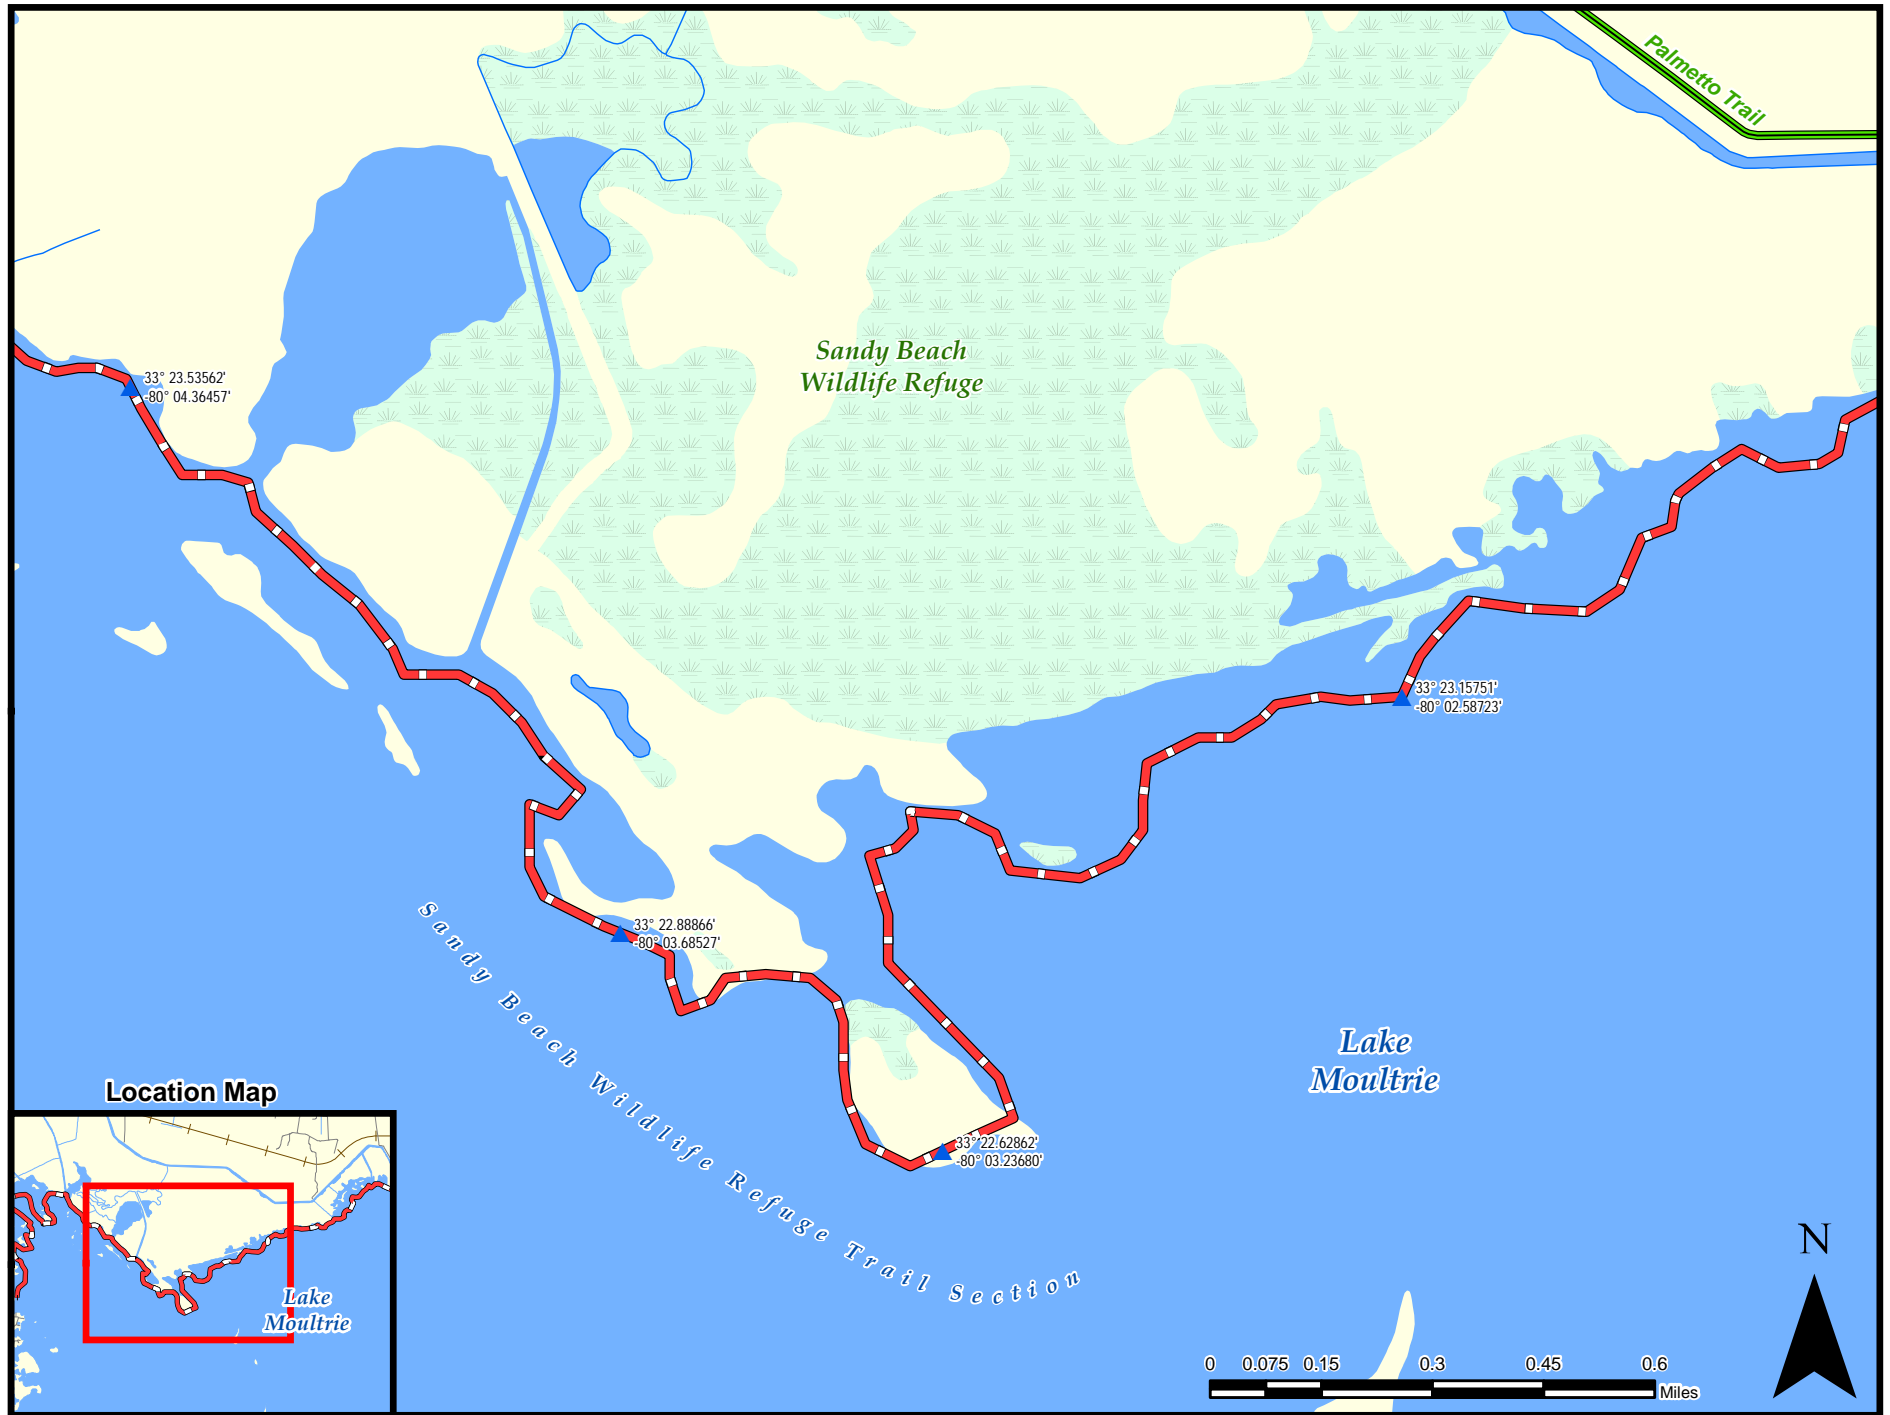 Palmetto Trail
Sandy Beach
Wildlife Refuge
33° 23.53562'
-80° 04.36457'
33° 23.15751'
-80° 02.58723'
33° 22.88866'
-80° 03.68527'
Sandy Beach Wildlife Refuge Trail Section
Lake
Moultrie
33° 22.62862'
-80° 03.23680'
Location Map
Lake
Moultrie
N
0 0.075 0.15 0.3 0.45 0.6
Miles